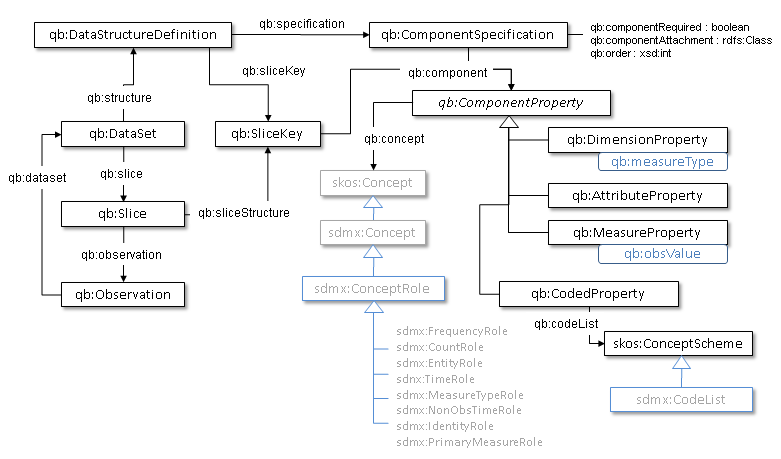 qb:DataStructureDefinition
qb:specification
qb:ComponentSpecification
qb:componentRequired : boolean
qb:componentAttachment : rdfs:Class
qb:order : xsd:int
qb:sliceKey
qb:component
qb:structure
qb:ComponentProperty
qb:DataSet
qb:SliceKey
qb:concept
qb:DimensionProperty
qb:measureType
qb:dataset
qb:slice
skos:Concept
qb:AttributeProperty
qb:Slice
qb:sliceStructure
sdmx:Concept
qb:MeasureProperty
qb:obsValue
qb:observation
qb:Observation
sdmx:ConceptRole
qb:CodedProperty
qb:codeList
sdmx:FrequencyRole
sdmx:CountRole
sdmx:EntityRole
sdnx:TimeRole
sdmx:MeasureTypeRole
sdmx:NonObsTimeRole
sdmx:IdentityRole
sdmx:PrimaryMeasureRole
skos:ConceptScheme
sdmx:CodeList